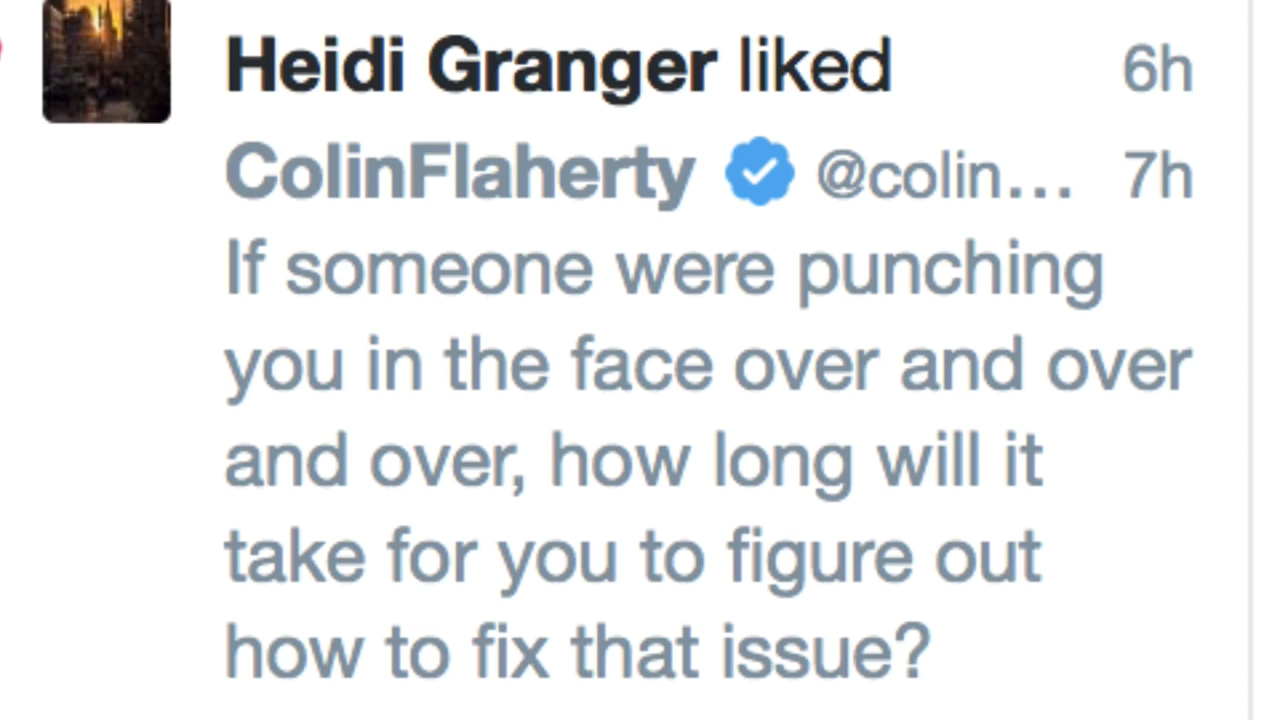 Heidi Granger liked 6h
ColinFlaherty @colin... 7h
If someone were punching
you in the face over and over
and over, how long will it
take for you to figure out
how to fix that issue?